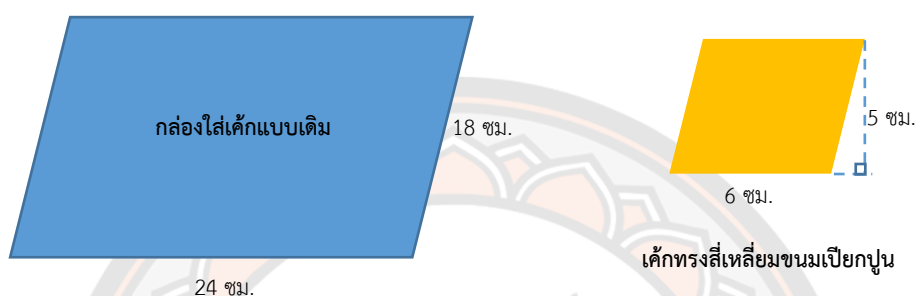 กล่องใส่เค้กแบบเดิม
18 ซม.
24 ซม.
5 ซม.
6 ซม.
เค้กทรงสี่เหลี่ยมขนมเปียกปูน